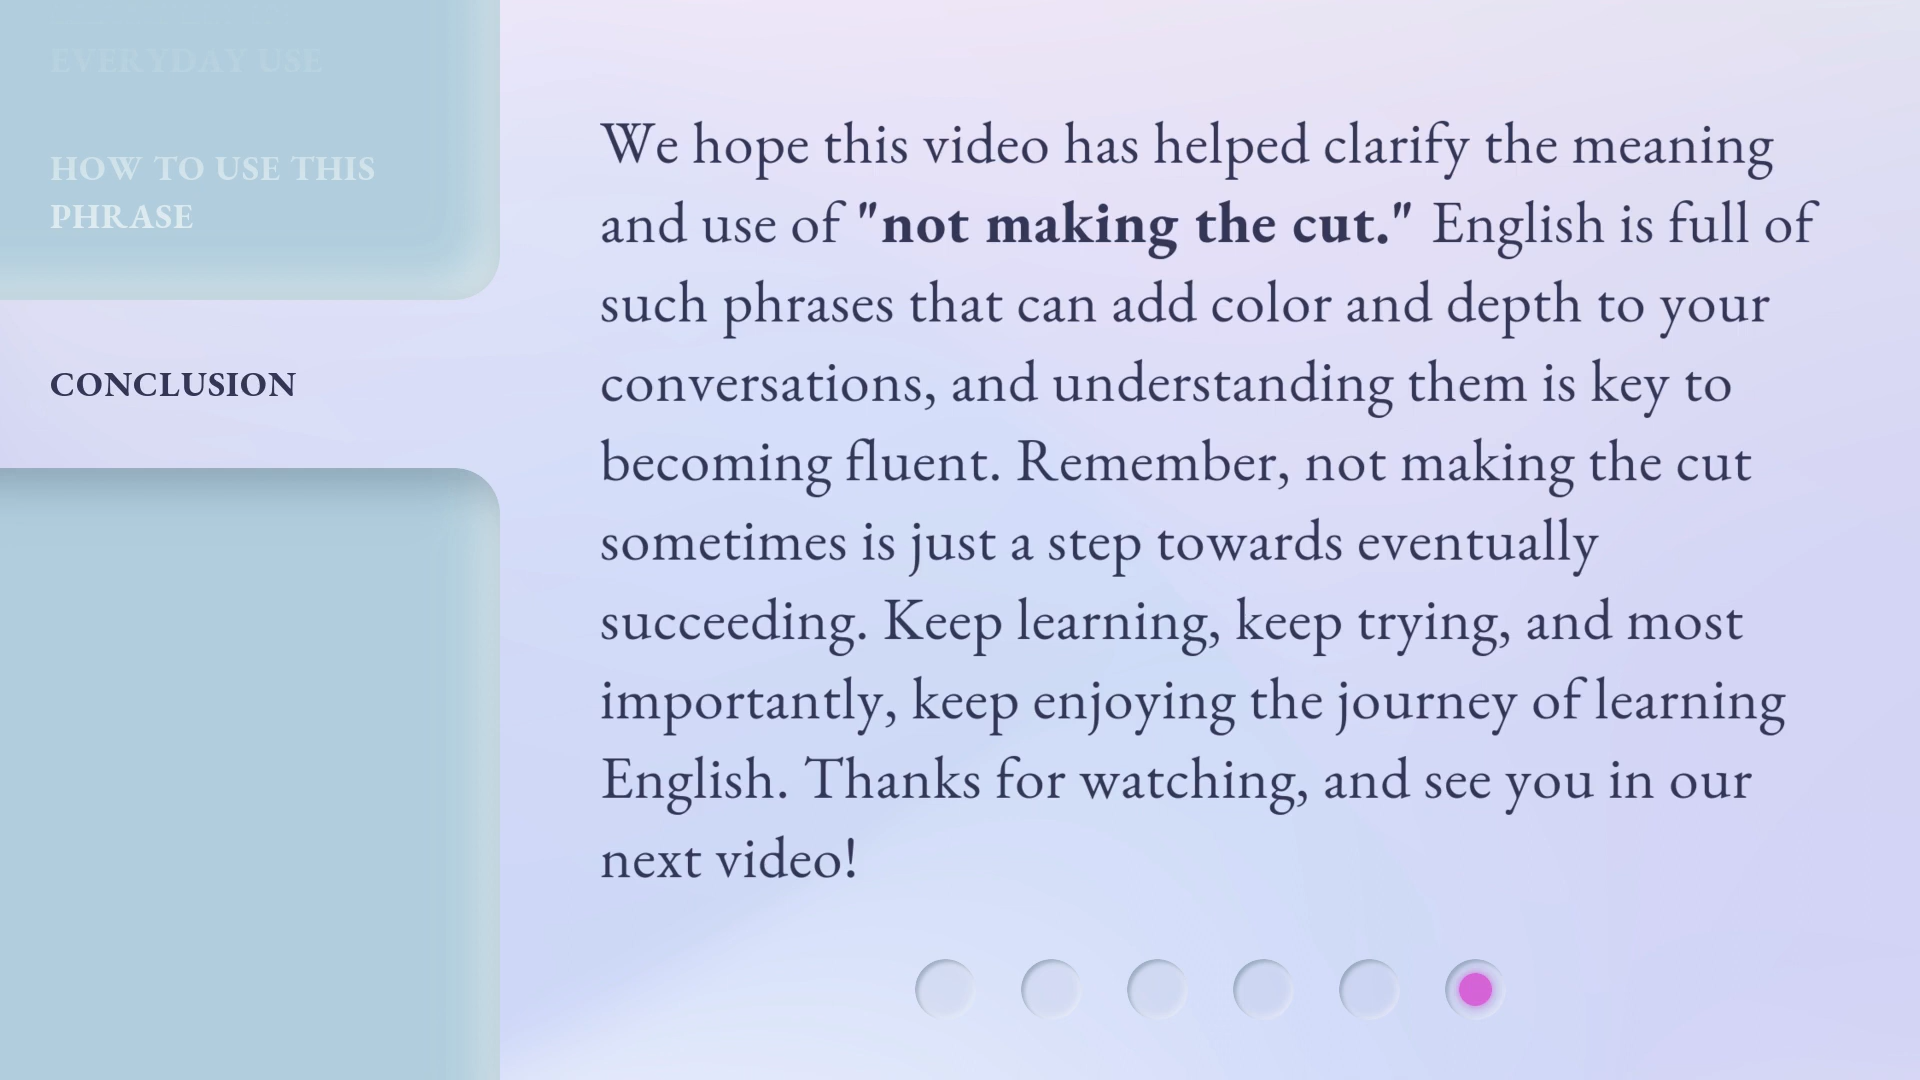 EVERYDAY USE
HOW TO USE THIS
PHRASE
CONCLUSION
We hope this video has helped clarify the meaning
and use of "not making the cut." English is full of
such phrases that can add color and depth to your
conversations, and understanding them is key to
becoming fluent. Remember, not making the cut
sometimes is just a step towards eventually
succeeding. Keep learning, keep trying, and most
importantly, keep enjoying the journey of learning
English. Thanks for watching, and see you in our
next video!